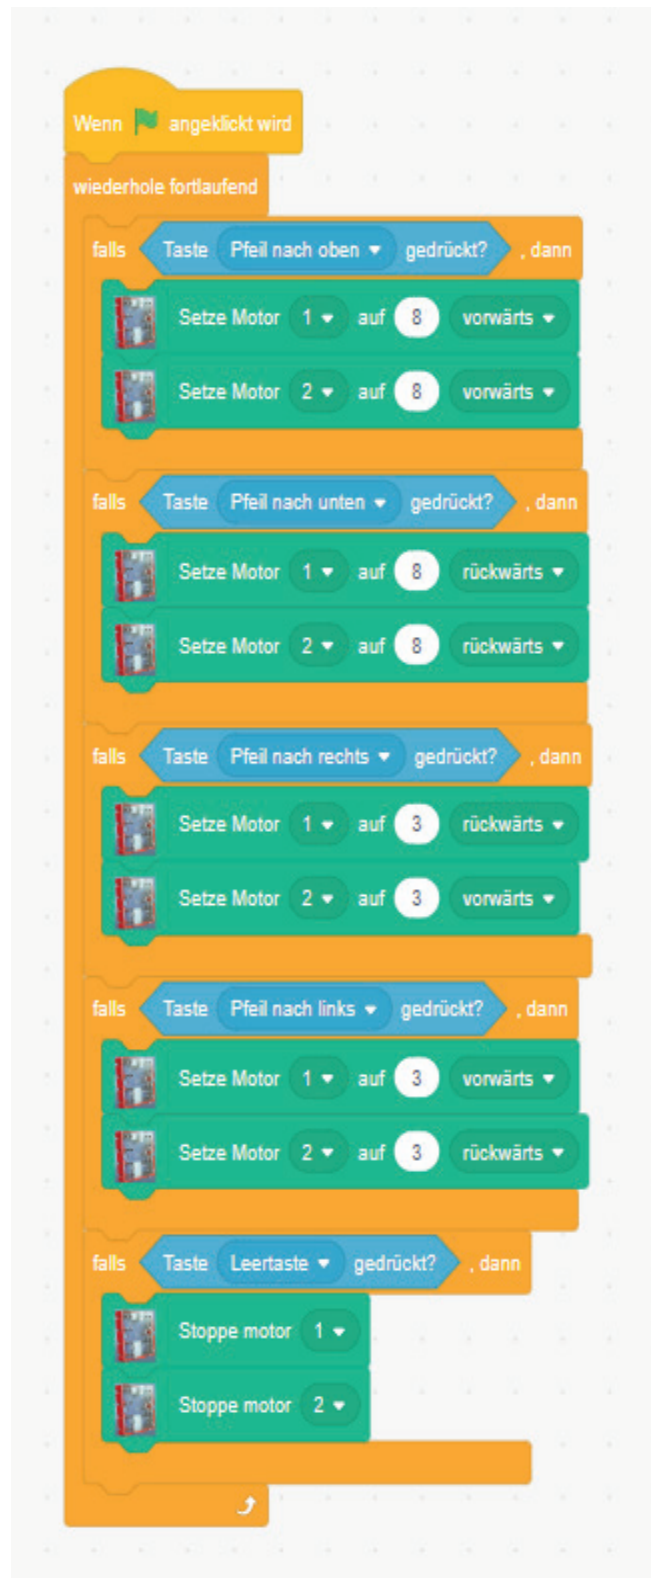 Wenn angeklickt wird
wiederhole fortlaufend
falls Taste Pfeil nach oben gedrückt? , dann
Setze Motor 1 auf 8 vorwärts
Setze Motor 2 auf 8 vorwärts
falls Taste Pfeil nach unten gedrückt? , dann
Setze Motor 1 auf 8 rückwärts
Setze Motor 2 auf 8 rückwärts
falls Taste Pfeil nach rechts gedrückt? , dann
Setze Motor 1 auf 3 rückwärts
Setze Motor 2 auf 3 vorwärts
falls Taste Pfeil nach links gedrückt? , dann
Setze Motor 1 auf 3 vorwärts
Setze Motor 2 auf 3 rückwärts
falls Taste Leertaste gedrückt? , dann
Stoppe motor 1
Stoppe motor 2